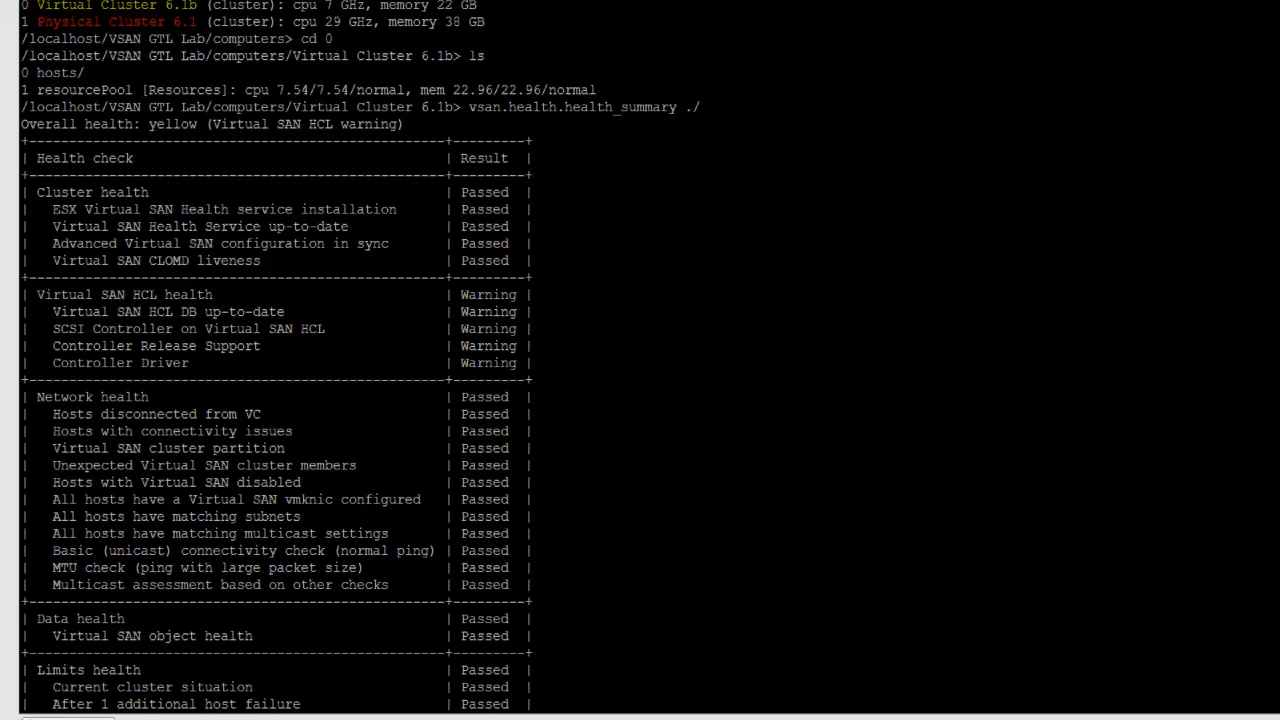 0 Virtual Cluster 6.1b (cluster): cpu 7 GHz, memory 22 GB
1 Physical Cluster 6.1 (cluster): cpu 29 GHz, memory 38 GB
/localhost/VSAN GTL Lab/computers> cd 0
/localhost/VSAN GTL Lab/computers/Virtual Cluster 6.1b> ls
0 hosts/
1 resourcePool [Resources]: cpu 7.54/7.54/normal, mem 22.96/22.96/normal
/localhost/VSAN GTL Lab/computers/Virtual Cluster 6.1b> vsan.health.health_summary ./
Overall health: yellow (Virtual SAN HCL warning)
+----------------------------------------------------+---------+
| Health check | Result |
+----------------------------------------------------+---------+
| Cluster health | Passed |
| ESX Virtual SAN Health service installation | Passed |
| Virtual SAN Health Service up-to-date | Passed |
| Advanced Virtual SAN configuration in sync | Passed |
| Virtual SAN CLOMD liveness | Passed |
+----------------------------------------------------+---------+
| Virtual SAN HCL health | Warning |
| Virtual SAN HCL DB up-to-date | Warning |
| SCSI Controller on Virtual SAN HCL | Warning |
| Controller Release Support | Warning |
| Controller Driver | Warning |
+----------------------------------------------------+---------+
| Network health | Passed |
| Hosts disconnected from VC | Passed |
| Hosts with connectivity issues | Passed |
| Virtual SAN cluster partition | Passed |
| Unexpected Virtual SAN cluster members | Passed |
| Hosts with Virtual SAN disabled | Passed |
| All hosts have a Virtual SAN vmknic configured | Passed |
| All hosts have matching subnets | Passed |
| All hosts have matching multicast settings | Passed |
| Basic (unicast) connectivity check (normal ping) | Passed |
| MTU check (ping with large packet size) | Passed |
| Multicast assessment based on other checks | Passed |
+----------------------------------------------------+---------+
| Data health | Passed |
| Virtual SAN object health | Passed |
+----------------------------------------------------+---------+
| Limits health | Passed |
| Current cluster situation | Passed |
| After 1 additional host failure | Passed |